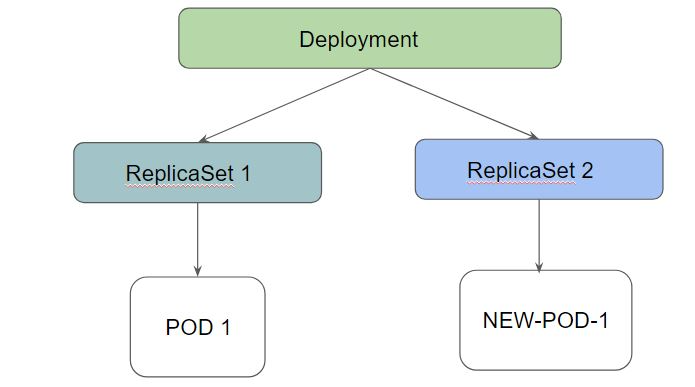 Deployment
ReplicaSet 1
ReplicaSet 2
POD 1
NEW-POD-1